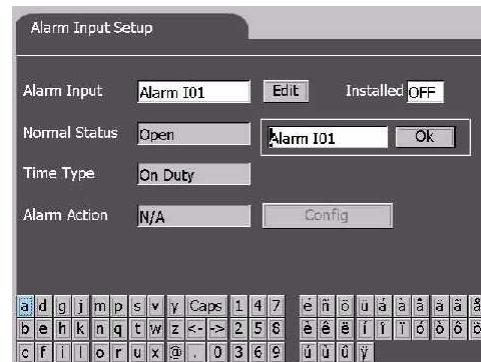 Alarm Input Setup
Alarm Input Alarm I01 Edit Installed OFF
Normal Status Open Alarm I01 Ok
Time Type On Duty
Alarm Action N/A Config
a d g j m p s v y Caps 1 4 7 é ñ ö ü á à â ä ã å
b e h k n q t w z <- -> 2 5 8 ê ë è í î ï ó ô ò
c f i l o r u x @ . 0 3 6 9 ú ù û ÿ